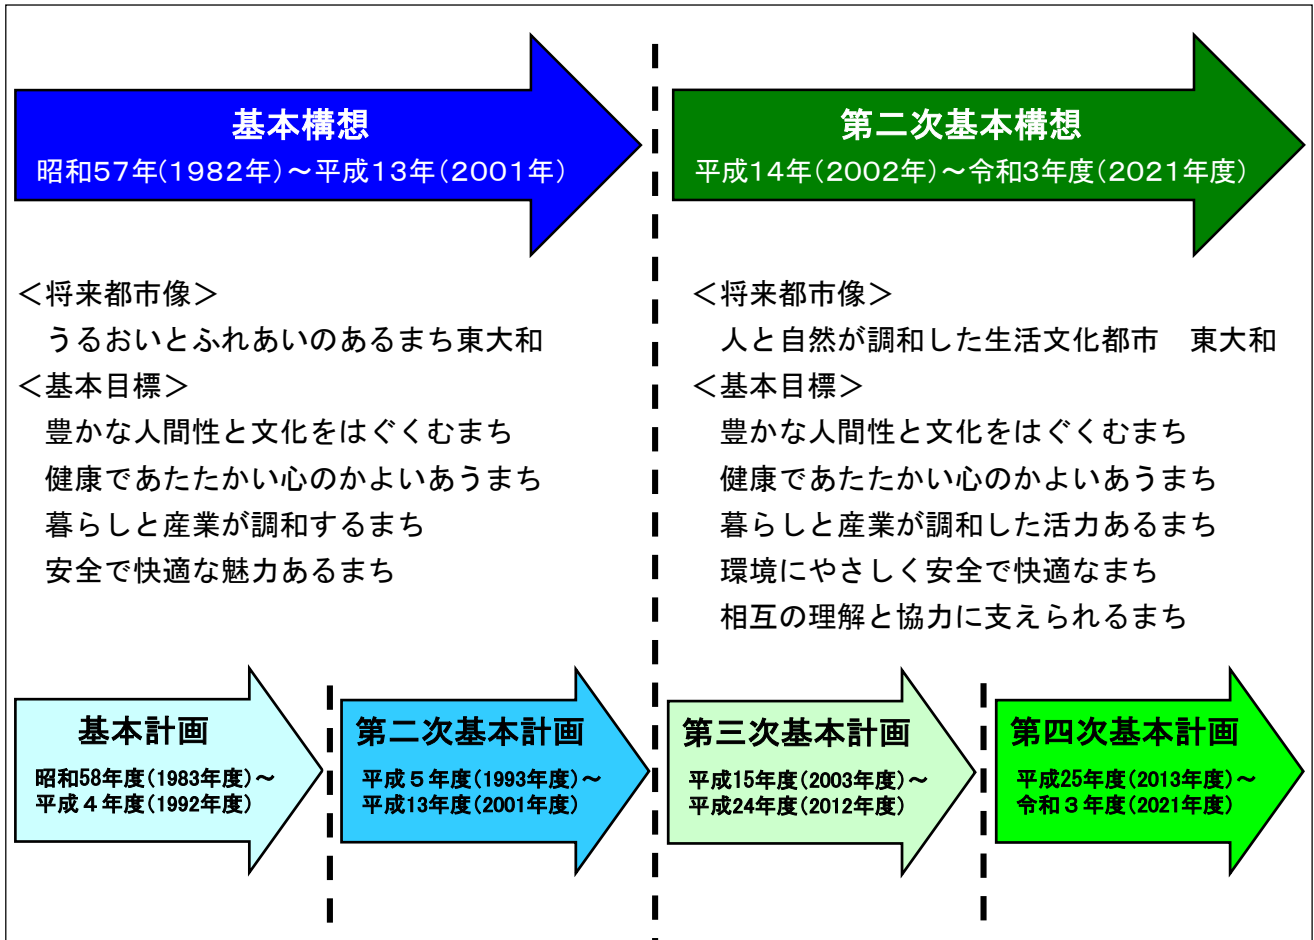 基本構想
昭和57年(1982年)～平成13年(2001年)
第二次基本構想
平成14年(2002年)～令和3年度(2021年度)
＜将来都市像＞
うるおいとふれあいのあるまち東大和
＜基本目標＞
豊かな人間性と文化をはぐくむまち
健康であたたかい心のかよいあうまち
暮らしと産業が調和するまち
安全で快適な魅力あるまち
＜将来都市像＞
人と自然が調和した生活文化都市　東大和
＜基本目標＞
豊かな人間性と文化をはぐくむまち
健康であたたかい心のかよいあうまち
暮らしと産業が調和した活力あるまち
環境にやさしく安全で快適なまち
相互の理解と協力に支えられるまち
基本計画
昭和58年度(1983年度)～
平成４年度(1992年度)
第二次基本計画
平成５年度(1993年度)～
平成13年度(2001年度)
第三次基本計画
平成15年度(2003年度)～
平成24年度(2012年度)
第四次基本計画
平成25年度(2013年度)～
令和３年度(2021年度)